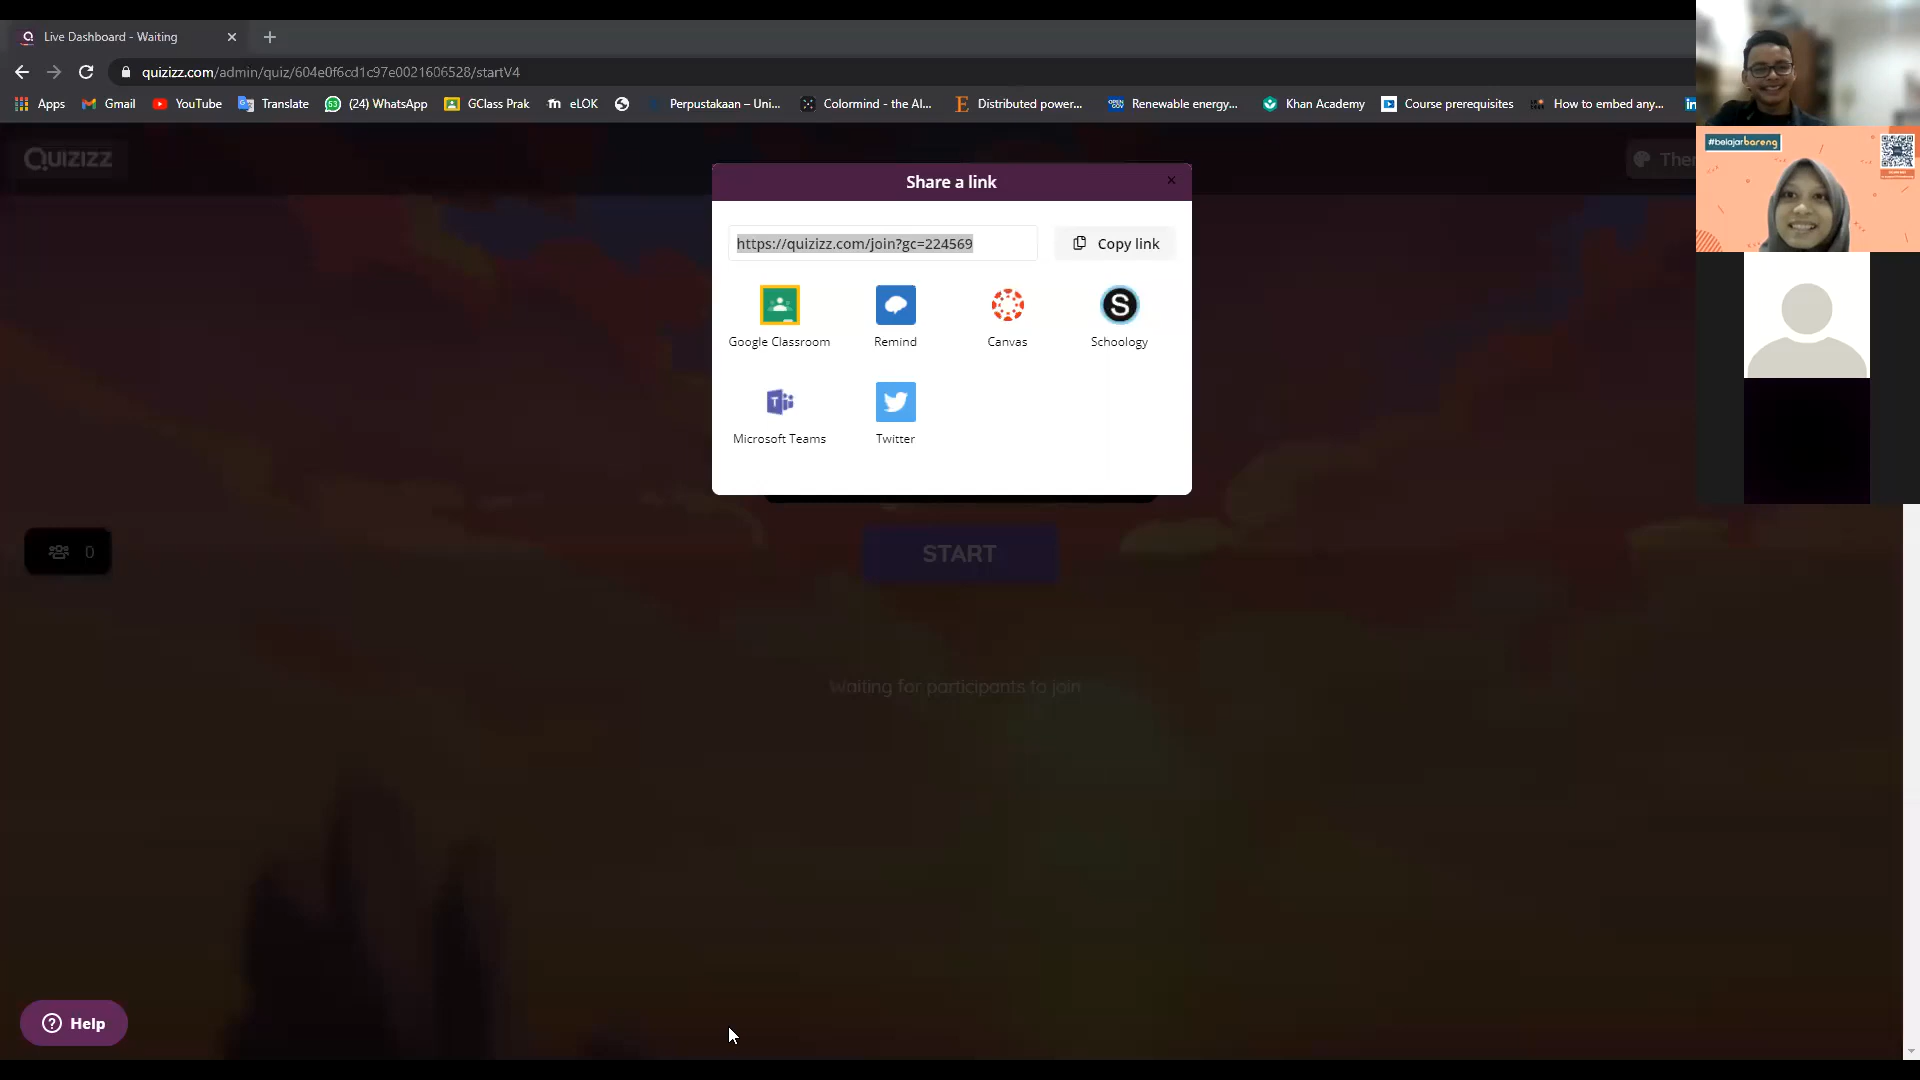 Live Dashboard - Waiting
quizizz.com/admin/quiz/604e0f6cd1c97e0021606528/startV4
Apps Gmail YouTube Translate (24) WhatsApp GClass Prak eLOK Perpustakaan – Uni... Colormind - the AI... Distributed power... Renewable energy... Khan Academy Course prerequisites How to embed any...
#belajarbareng
Quizizz
Share a link
https://quizizz.com/join?gc=224569
Copy link
Google Classroom Remind Canvas Schoology
Microsoft Teams Twitter
0
START
Waiting for participants to join
Help